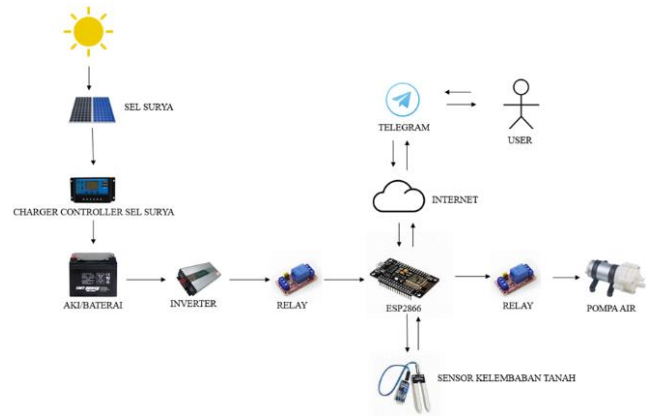 SEL SURYA
TELEGRAM
USER
CHARGER CONTROLLER SEL SURYA
INTERNET
AKI/BATERAI
INVERTER
RELAY
ESP2866
RELAY
POMPA AIR
SENSOR KELEMBABAN TANAH